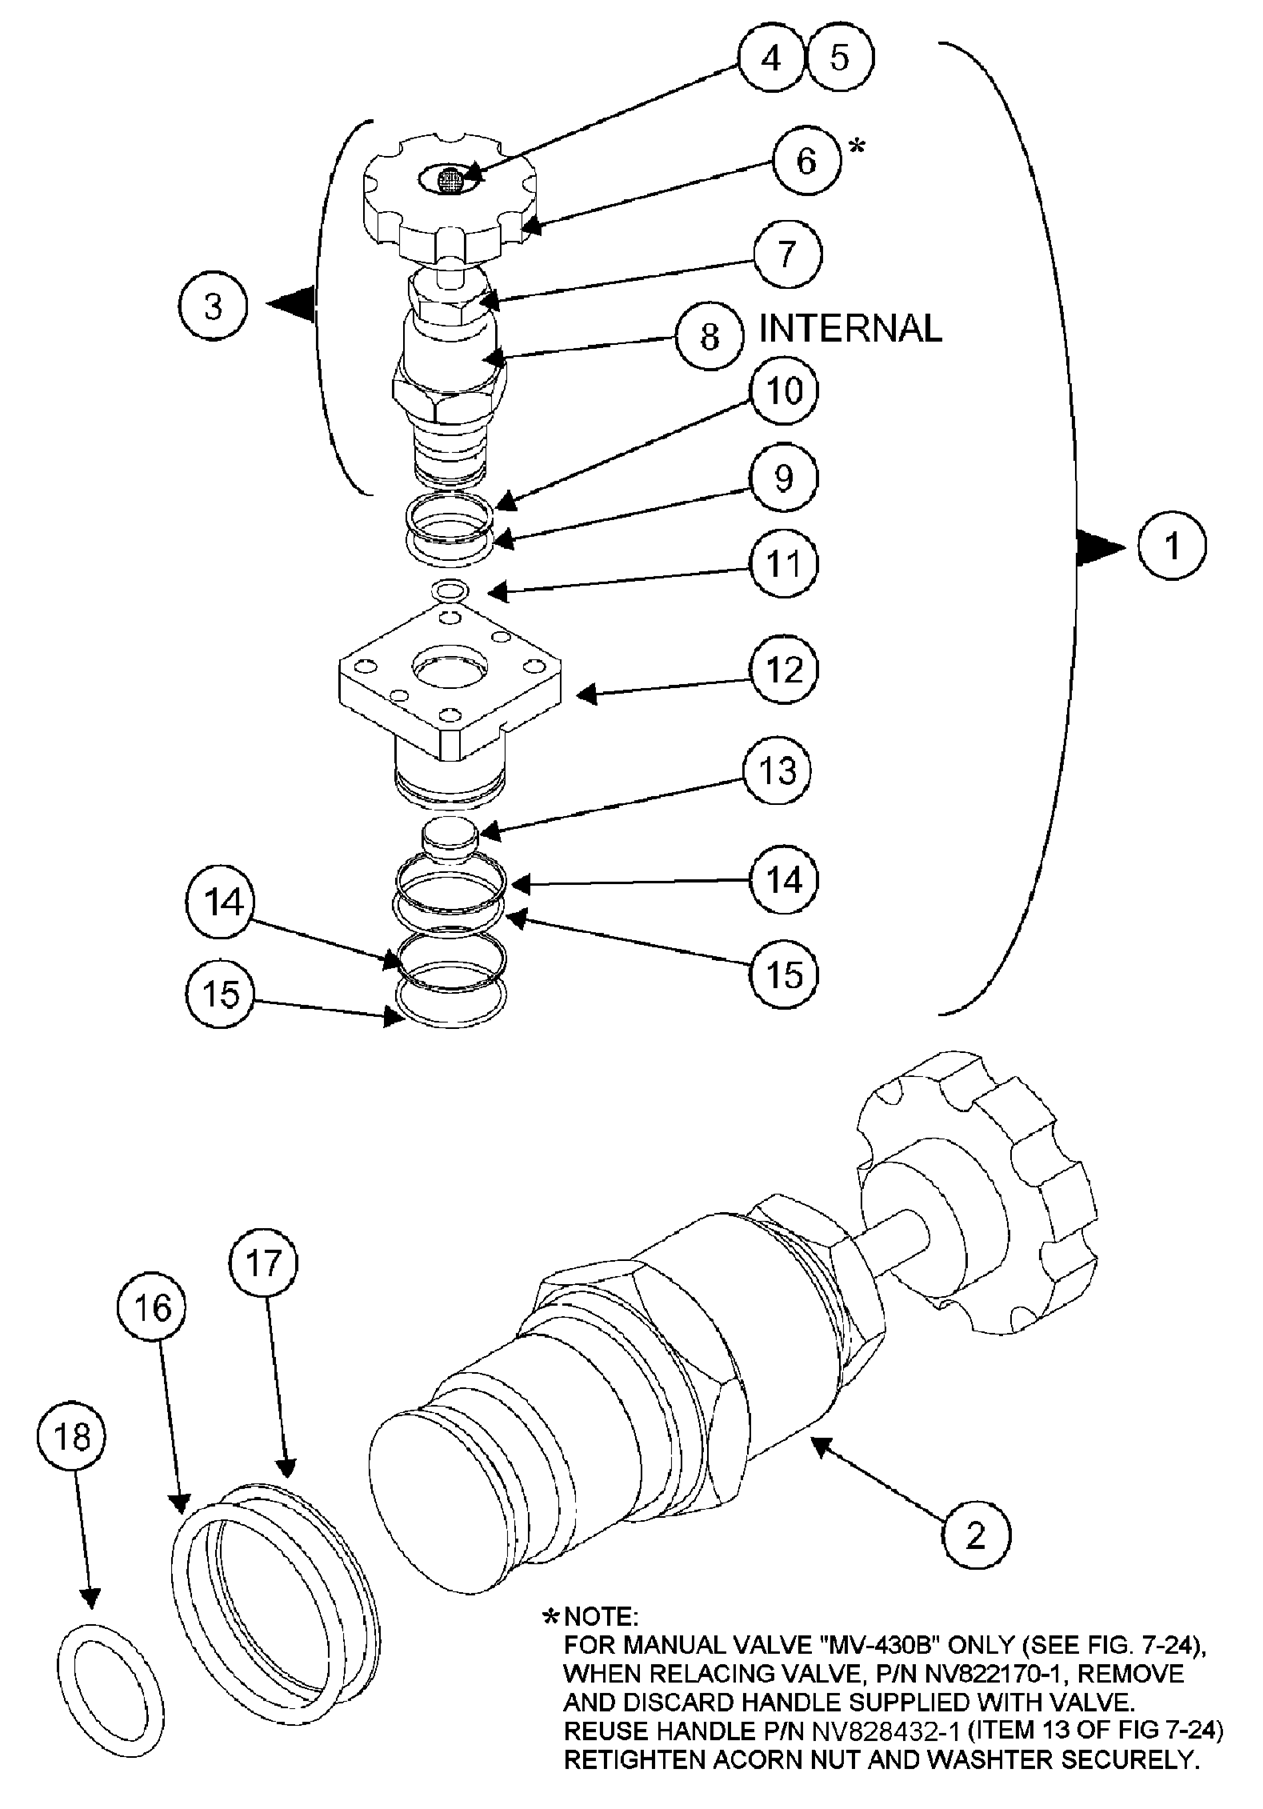 4 5
6 *
7
3
8 INTERNAL
10
9
1
11
12
13
14
14
15
15
17
16
18
2
*NOTE:
FOR MANUAL VALVE "MV-430B" ONLY (SEE FIG. 7-24),
WHEN RELACING VALVE, P/N NV822170-1, REMOVE
AND DISCARD HANDLE SUPPLIED WITH VALVE.
REUSE HANDLE P/N NV828432-1 (ITEM 13 OF FIG 7-24)
RETIGHTEN ACORN NUT AND WASHTER SECURELY.